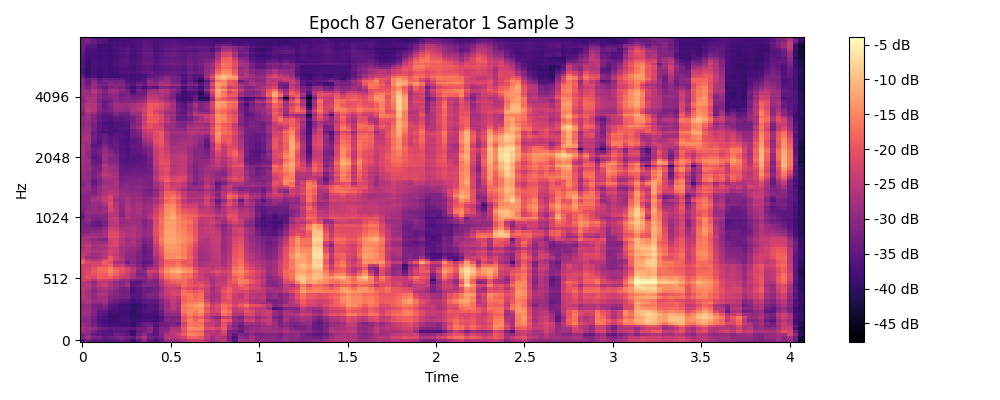 Epoch 87 Generator 1 Sample 3
Hz
4096
2048
1024
512
0
0 0.5 1 1.5 2 2.5 3 3.5 4
Time
-5 dB
-10 dB
-15 dB
-20 dB
-25 dB
-30 dB
-35 dB
-40 dB
-45 dB